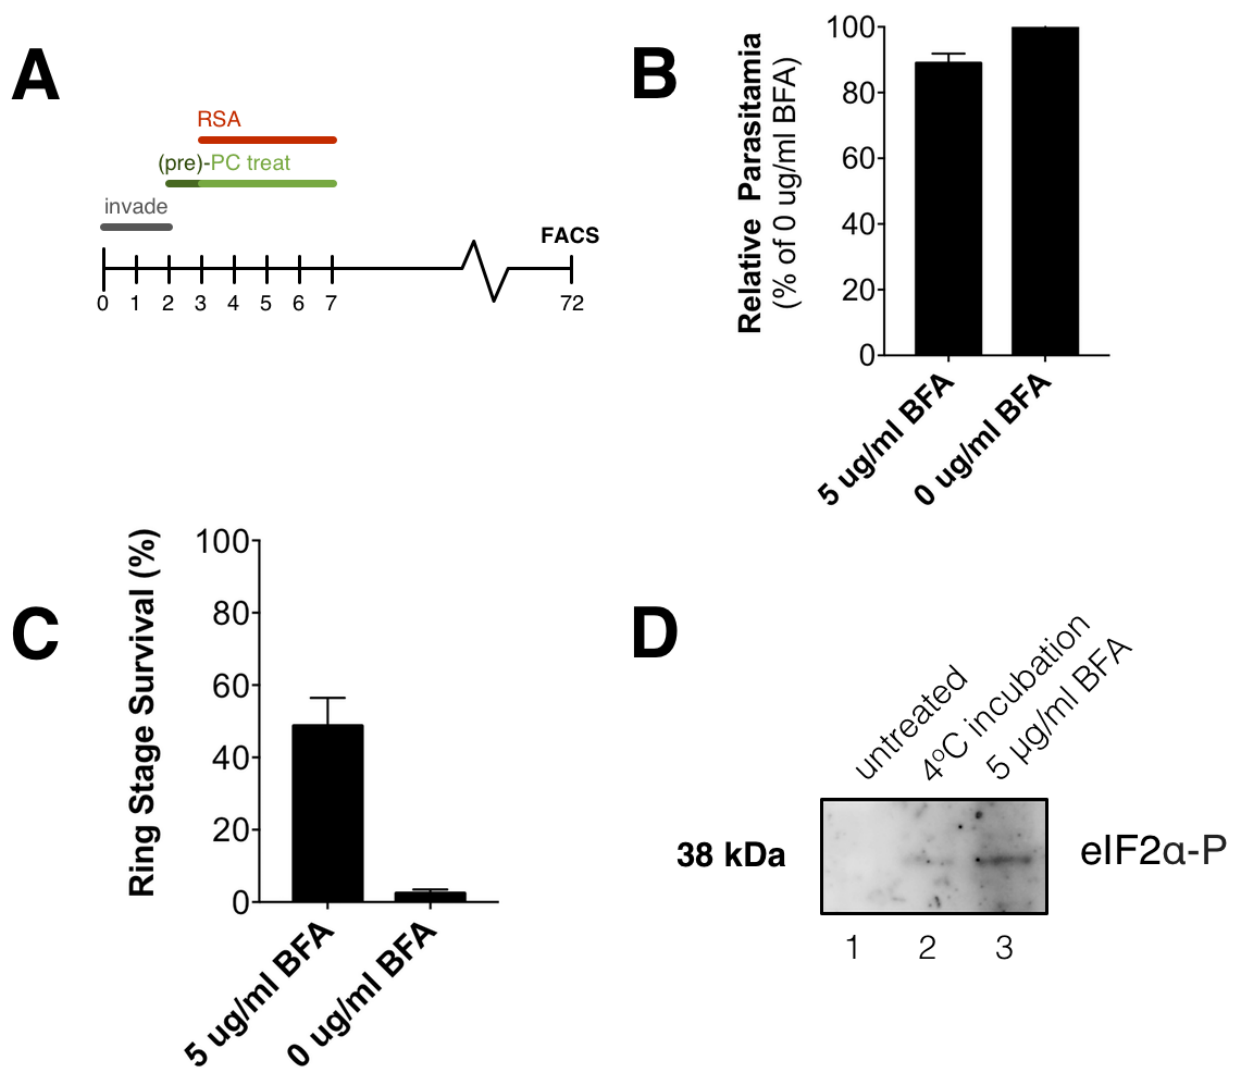 A
RSA
(pre)-PC treat
invade
FACS
0 1 2 3 4 5 6 7 72
B
Relative Parasitamia
(% of 0 ug/ml BFA)
100
80
60
40
20
0
5 ug/ml BFA
0 ug/ml BFA
C
Ring Stage Survival (%)
100
80
60
40
20
0
5 ug/ml BFA
0 ug/ml BFA
D
untreated
4ºC incubation
5 μg/ml BFA
38 kDa
eIF2α-P
1 2 3